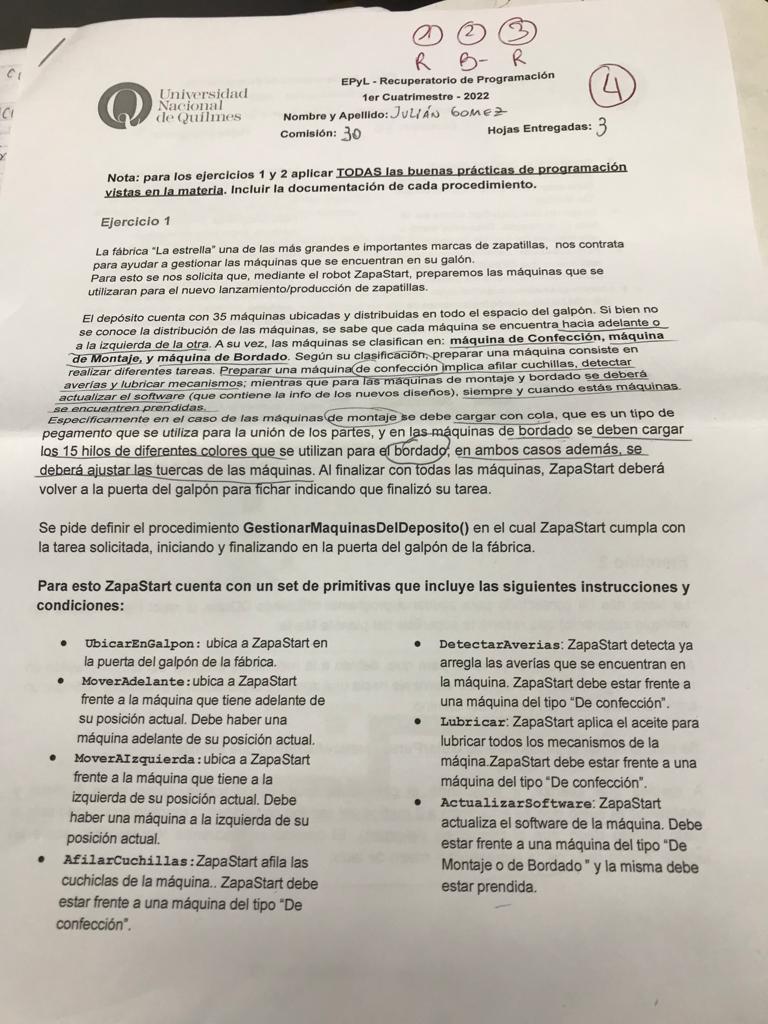 ① ② ③
R B- R
④
Universidad
Nacional
de Quilmes
EPyL - Recuperatorio de Programación
1er Cuatrimestre - 2022
Nombre y Apellido: JULIÁN GOMEZ
Comisión: 30 Hojas Entregadas: 3
Nota: para los ejercicios 1 y 2 aplicar TODAS las buenas prácticas de programación
vistas en la materia. Incluir la documentación de cada procedimiento.
Ejercicio 1
La fábrica "La estrella" una de las más grandes e importantes marcas de zapatillas, nos contrata
para ayudar a gestionar las máquinas que se encuentran en su galón.
Para esto se nos solicita que, mediante el robot ZapaStart, preparemos las máquinas que se
utilizaran para el nuevo lanzamiento/producción de zapatillas.
El depósito cuenta con 35 máquinas ubicadas y distribuidas en todo el espacio del galpón. Si bien no
se conoce la distribución de las máquinas, se sabe que cada máquina se encuentra hacia adelante o
a la izquierda de la otra. A su vez, las máquinas se clasifican en: máquina de Confección, máquina
de Montaje, y máquina de Bordado. Según su clasificación, preparar una máquina consiste en
realizar diferentes tareas. Preparar una máquina de confección implica afilar cuchillas, detectar
averías y lubricar mecanismos; mientras que para las máquinas de montaje y bordado se deberá
actualizar el software (que contiene la info de los nuevos diseños), siempre y cuando estás máquinas
se encuentren prendidas.
Específicamente en el caso de las máquinas de montaje se debe cargar con cola, que es un tipo de
pegamento que se utiliza para la unión de los partes, y en las máquinas de bordado se deben cargar
los 15 hilos de diferentes colores que se utilizan para el bordado, en ambos casos además, se
deberá ajustar las tuercas de las máquinas. Al finalizar con todas las máquinas, ZapaStart deberá
volver a la puerta del galpón para fichar indicando que finalizó su tarea.
Se pide definir el procedimiento GestionarMaquinasDelDeposito() en el cual ZapaStart cumpla con
la tarea solicitada, iniciando y finalizando en la puerta del galpón de la fábrica.
Para esto ZapaStart cuenta con un set de primitivas que incluye las siguientes instrucciones y
condiciones:
• UbicarEnGalpon: ubica a ZapaStart en
la puerta del galpón de la fábrica.
• MoverAdelante: ubica a ZapaStart
frente a la máquina que tiene adelante de
su posición actual. Debe haber una
máquina adelante de su posición actual.
• MoverAIzquierda: ubica a ZapaStart
frente a la máquina que tiene a la
izquierda de su posición actual. Debe
haber una máquina a la izquierda de su
posición actual.
• AfilarCuchillas: ZapaStart afila las
cuchiclas de la máquina.. ZapaStart debe
estar frente a una máquina del tipo "De
confección".
• DetectarAverias: ZapaStart detecta ya
arregla las averías que se encuentran en
la máquina. ZapaStart debe estar frente a
una máquina del tipo "De confección".
• Lubricar: ZapaStart aplica el aceite para
lubricar todos los mecanismos de la
máqina.ZapaStart debe estar frente a una
máquina del tipo "De confección".
• ActualizarSoftware: ZapaStart
actualiza el software de la máquina. Debe
estar frente a una máquina del tipo "De
Montaje o de Bordado " y la misma debe
estar prendida.